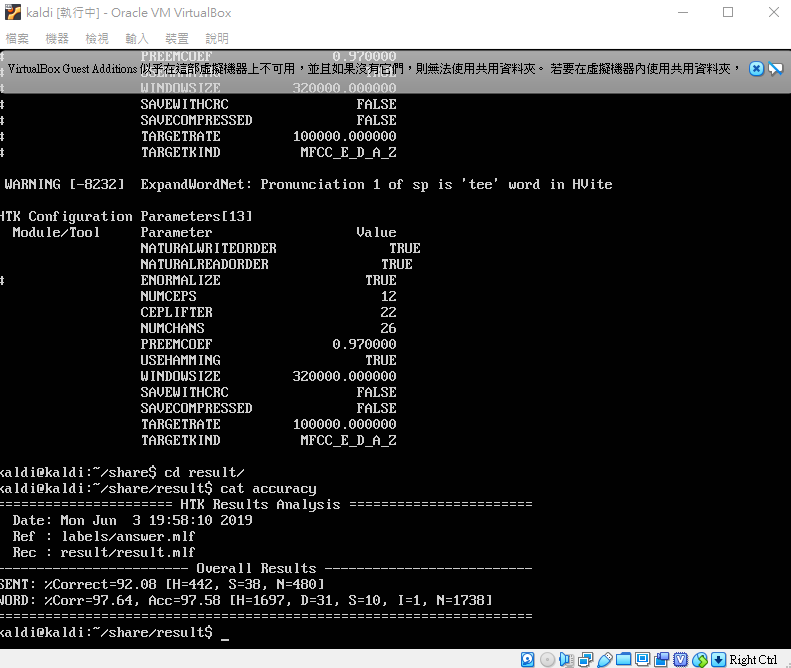 kaldi [執行中] - Oracle VM VirtualBox
檔案 機器 檢視 輸入 裝置 說明
# PREEMCOEF 0.970000
VirtualBox Guest Additions 似乎在這部虛擬機器上不可用，並且如果沒有它們，則無法使用共用資料夾。 若要在虛擬機器內使用共用資料夾，
# WINDOWSIZE 320000.000000
# SAVEWITHCRC FALSE
# SAVECOMPRESSED FALSE
# TARGETRATE 100000.000000
# TARGETKIND MFCC_E_D_A_Z
WARNING [-8232] ExpandWordNet: Pronunciation 1 of sp is 'tee' word in HVite
HTK Configuration Parameters[13]
Module/Tool Parameter Value
NATURALWRITEORDER TRUE
NATURALREADORDER TRUE
# ENORMALIZE TRUE
NUMCEPS 12
CEPLIFTER 22
NUMCHANS 26
PREEMCOEF 0.970000
USEHAMMING TRUE
WINDOWSIZE 320000.000000
SAVEWITHCRC FALSE
SAVECOMPRESSED FALSE
TARGETRATE 100000.000000
TARGETKIND MFCC_E_D_A_Z
kaldi@kaldi:~/share$ cd result/
kaldi@kaldi:~/share/result$ cat accuracy
====================== HTK Results Analysis =======================
Date: Mon Jun 3 19:58:10 2019
Ref : labels/answer.mlf
Rec : result/result.mlf
------------------------ Overall Results --------------------------
SENT: %Correct=92.08 [H=442, S=38, N=480]
WORD: %Corr=97.64, Acc=97.58 [H=1697, D=31, S=10, I=1, N=1738]
===================================================================
kaldi@kaldi:~/share/result$ _
Right Ctrl